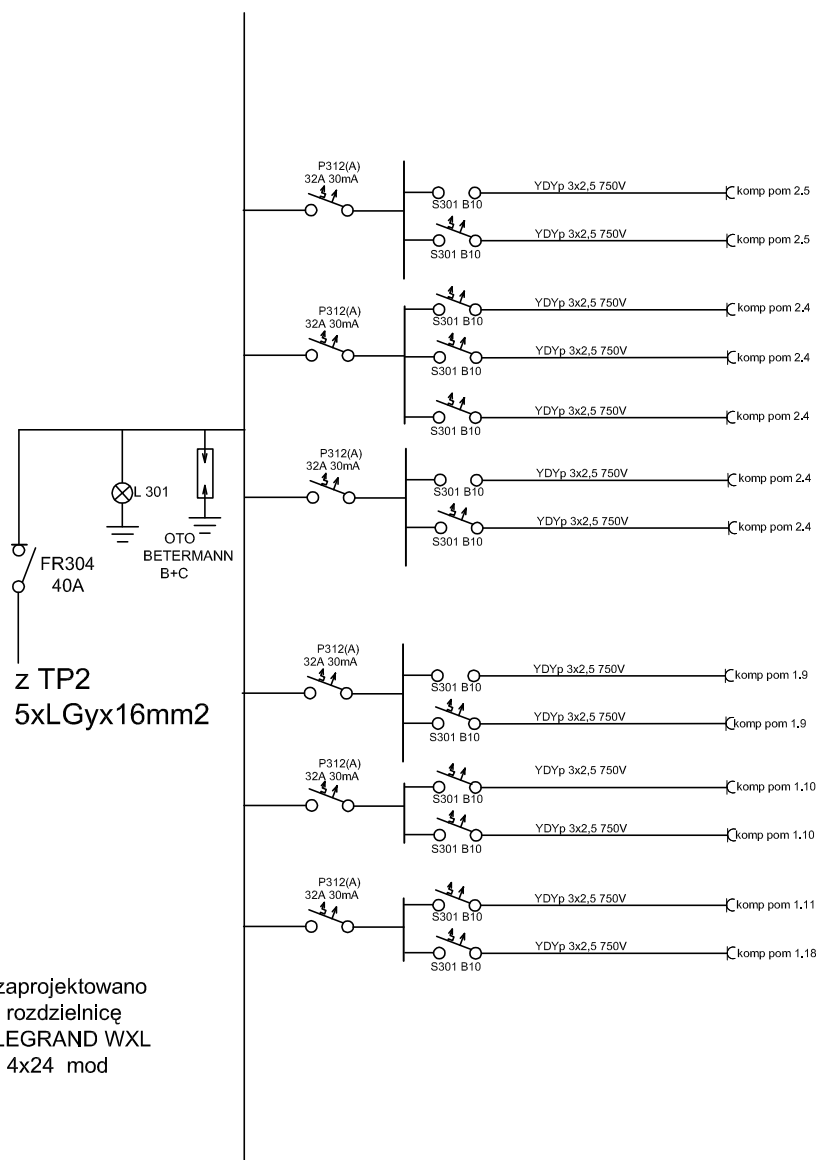 P312(A)
32A 30mA
S301 B10
YDYp 3x2,5 750V
komp pom 2.5
S301 B10
YDYp 3x2,5 750V
komp pom 2.5
P312(A)
32A 30mA
S301 B10
YDYp 3x2,5 750V
komp pom 2.4
S301 B10
YDYp 3x2,5 750V
komp pom 2.4
S301 B10
YDYp 3x2,5 750V
komp pom 2.4
P312(A)
32A 30mA
S301 B10
YDYp 3x2,5 750V
komp pom 2.4
S301 B10
YDYp 3x2,5 750V
komp pom 2.4
L 301
OTO
BETERMANN
B+C
FR304
40A
z TP2
5xLGyx16mm2
P312(A)
32A 30mA
S301 B10
YDYp 3x2,5 750V
komp pom 1.9
S301 B10
YDYp 3x2,5 750V
komp pom 1.9
P312(A)
32A 30mA
S301 B10
YDYp 3x2,5 750V
komp pom 1.10
S301 B10
YDYp 3x2,5 750V
komp pom 1.10
P312(A)
32A 30mA
S301 B10
YDYp 3x2,5 750V
komp pom 1.11
S301 B10
YDYp 3x2,5 750V
komp pom 1.18
zaprojektowano
rozdzielnicę
LEGRAND WXL
4x24 mod